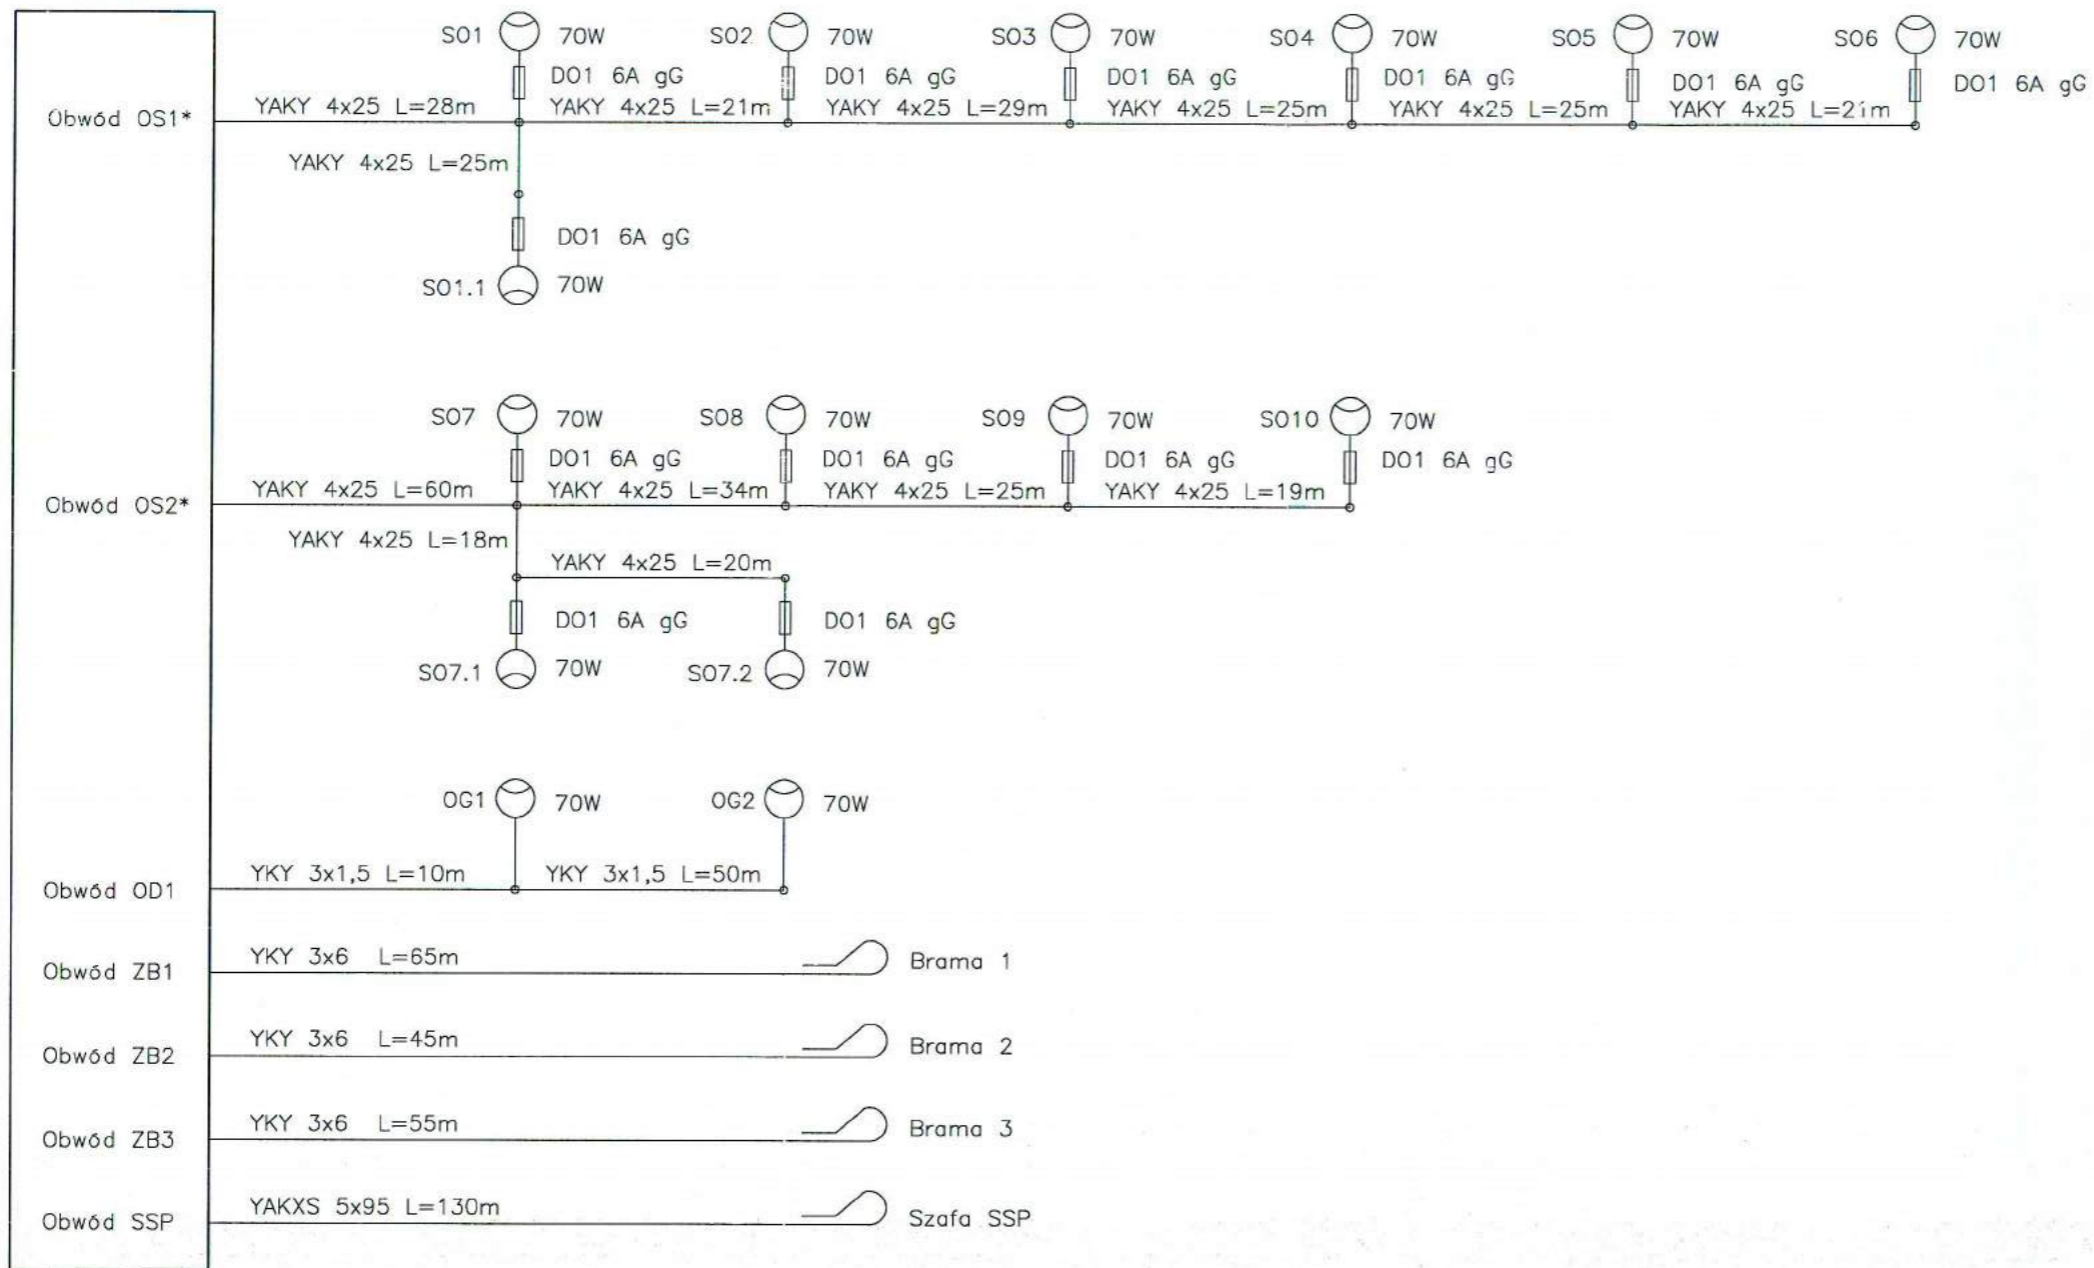 SO1 70W SO2 70W SO3 70W SO4 70W SO5 70W SO6 70W
DO1 6A gG DO1 6A gG DO1 6A gG DO1 6A gG DO1 6A gG DO1 6A gG
Obwód OS1* YAKY 4x25 L=28m YAKY 4x25 L=21m YAKY 4x25 L=29m YAKY 4x25 L=25m YAKY 4x25 L=25m YAKY 4x25 L=21m
YAKY 4x25 L=25m
DO1 6A gG
SO1.1 70W
SO7 70W SO8 70W SO9 70W SO10 70W
DO1 6A gG DO1 6A gG DO1 6A gG DO1 6A gG
Obwód OS2* YAKY 4x25 L=60m YAKY 4x25 L=34m YAKY 4x25 L=25m YAKY 4x25 L=19m
YAKY 4x25 L=18m
YAKY 4x25 L=20m
DO1 6A gG DO1 6A gG
SO7.1 70W SO7.2 70W
OG1 70W OG2 70W
Obwód OD1 YKY 3x1,5 L=10m YKY 3x1,5 L=50m
Obwód ZB1 YKY 3x6 L=65m Brama 1
Obwód ZB2 YKY 3x6 L=45m Brama 2
Obwód ZB3 YKY 3x6 L=55m Brama 3
Obwód SSP YAKXS 5x95 L=130m Szafa SSP